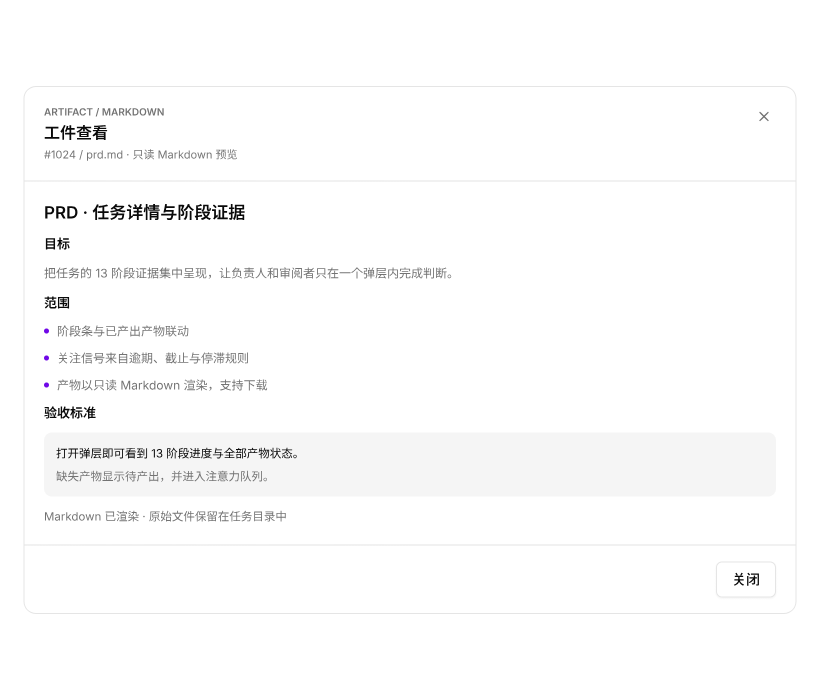 ARTIFACT / MARKDOWN
工件查看
#1024 / prd.md · 只读 Markdown 预览
PRD · 任务详情与阶段证据
目标
把任务的 13 阶段证据集中呈现，让负责人和审阅者只在一个弹层内完成判断。
范围
阶段条与已产出产物联动
关注信号来自逾期、截止与停滞规则
产物以只读 Markdown 渲染，支持下载
验收标准
打开弹层即可看到 13 阶段进度与全部产物状态。
缺失产物显示待产出，并进入注意力队列。
Markdown 已渲染 · 原始文件保留在任务目录中
关闭